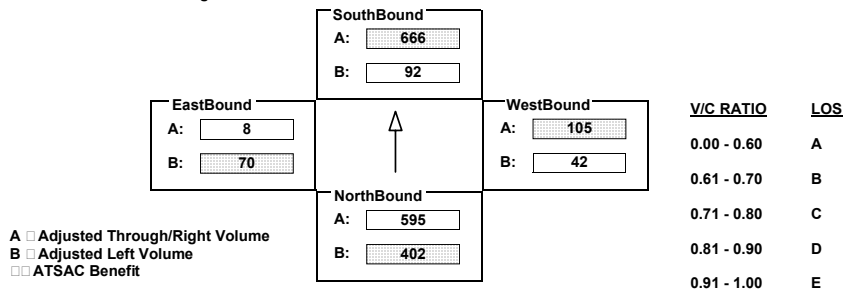 SouthBound
A: 666
B: 92
EastBound
A: 8
B: 70
WestBound
A: 105
B: 42
NorthBound
A: 595
B: 402
A □ Adjusted Through/Right Volume
B □ Adjusted Left Volume
□□ ATSAC Benefit
V/C RATIO LOS
0.00 - 0.60 A
0.61 - 0.70 B
0.71 - 0.80 C
0.81 - 0.90 D
0.91 - 1.00 E